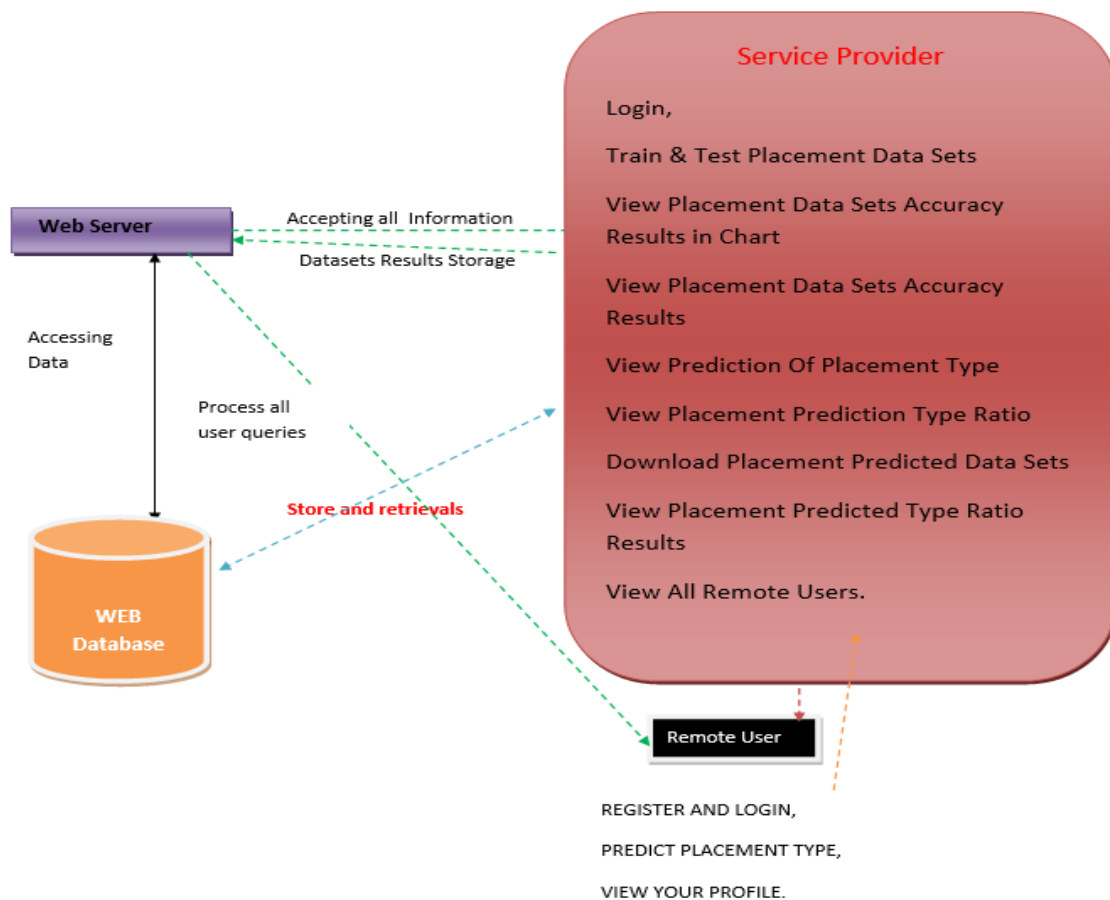 Service Provider
Login,
Train & Test Placement Data Sets
View Placement Data Sets Accuracy
Results in Chart
View Placement Data Sets Accuracy
Results
View Prediction Of Placement Type
View Placement Prediction Type Ratio
Download Placement Predicted Data Sets
View Placement Predicted Type Ratio
Results
View All Remote Users.
Web Server
Accepting all Information
Datasets Results Storage
Accessing
Data
Process all
user queries
Store and retrievals
WEB
Database
Remote User
REGISTER AND LOGIN,
PREDICT PLACEMENT TYPE,
VIEW YOUR PROFILE.